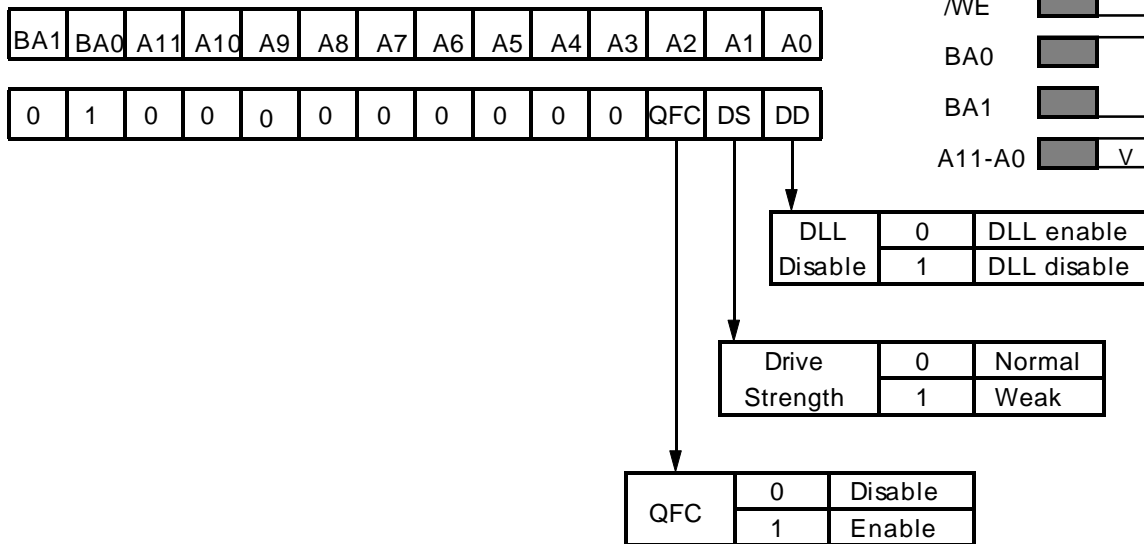 BA1 BA0 A11 A10 A9 A8 A7 A6 A5 A4 A3 A2 A1 A0
0 1 0 0 0 0 0 0 0 0 0 QFC DS DD
/WE
BA0
BA1
A11-A0 V
DLL Disable
0 DLL enable
1 DLL disable
Drive Strength
0 Normal
1 Weak
QFC
0 Disable
1 Enable